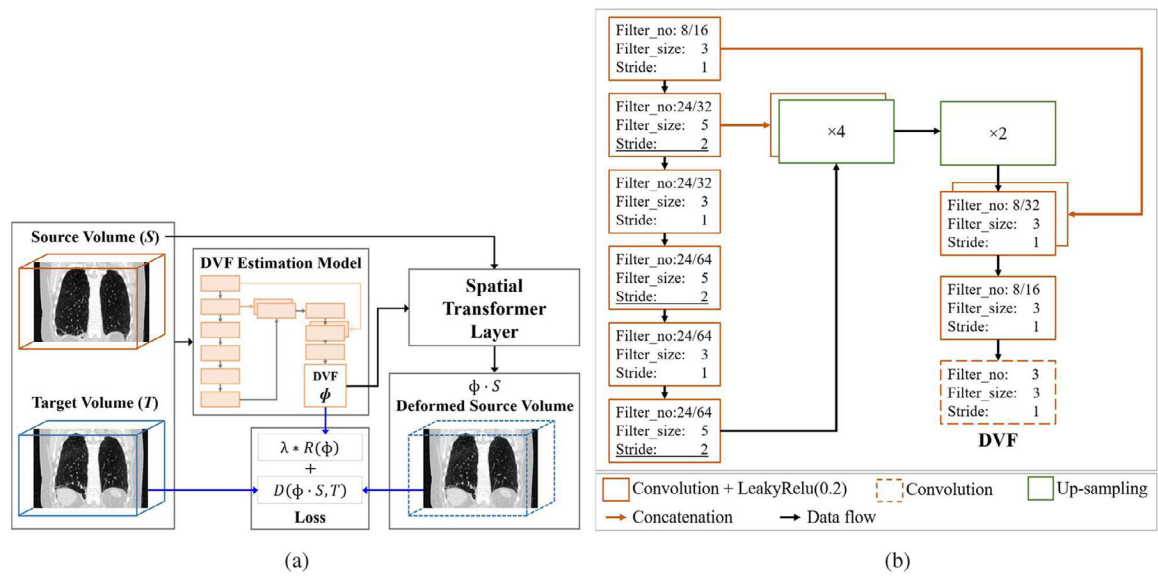 Source Volume (S)
DVF Estimation Model
DVF
ϕ
Spatial
Transformer
Layer
Target Volume (T)
ϕ · S
Deformed Source Volume
λ ∗ R(ϕ)
+
D(ϕ · S, T)
Loss
(a)
Filter_no: 8/16
Filter_size: 3
Stride: 1
Filter_no:24/32
Filter_size: 5
Stride: 2
Filter_no:24/32
Filter_size: 3
Stride: 1
Filter_no:24/64
Filter_size: 5
Stride: 2
Filter_no:24/64
Filter_size: 3
Stride: 1
Filter_no:24/64
Filter_size: 5
Stride: 2
×4
×2
Filter_no: 8/32
Filter_size: 3
Stride: 1
Filter_no: 8/16
Filter_size: 3
Stride: 1
Filter_no: 3
Filter_size: 3
Stride: 1
DVF
Convolution + LeakyRelu(0.2)
Convolution
Up-sampling
Concatenation
Data flow
(b)